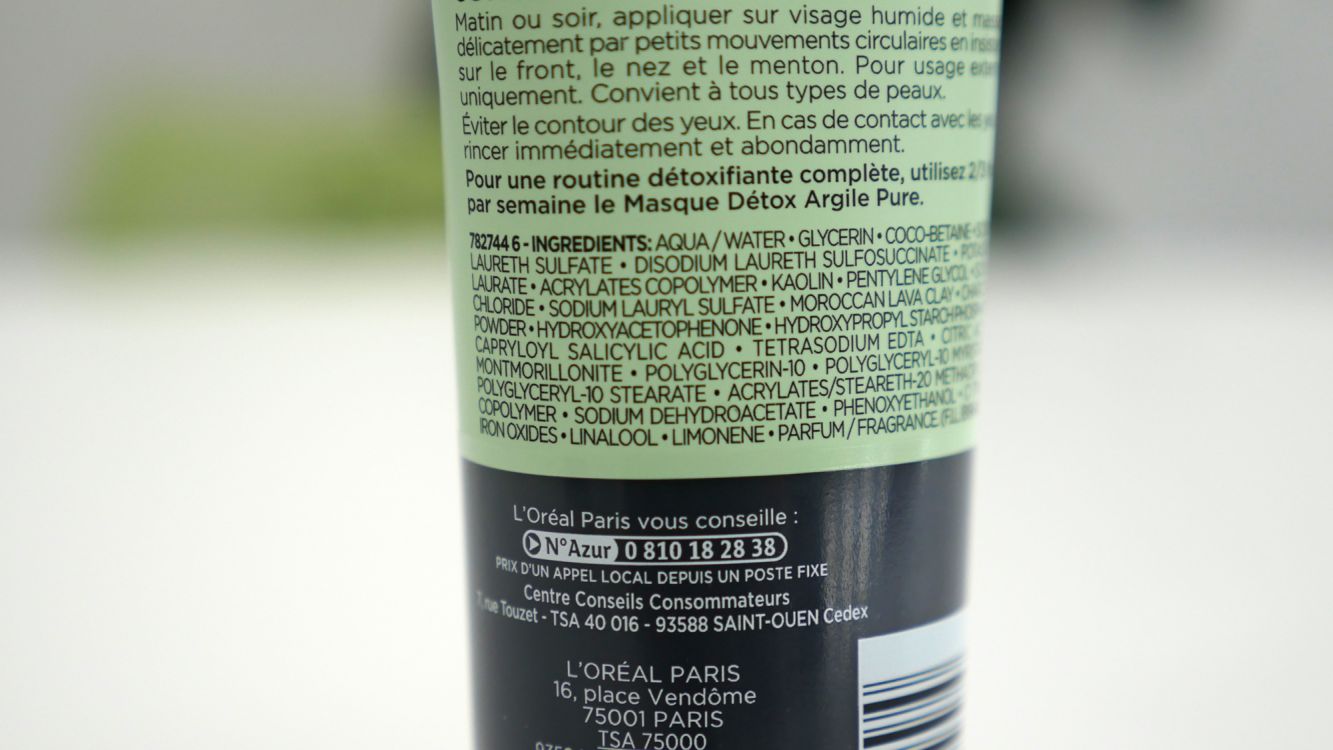 Matin ou soir, appliquer sur visage humide et
délicatement par petits mouvements circulaires en
sur le front, le nez et le menton. Pour usage
uniquement. Convient à tous types de peaux.
Éviter le contour des yeux. En cas de contact avec les
rincer immédiatement et abondamment.
Pour une routine détoxifiante complète, utilisez 2/3
par semaine le Masque Détox Argile Pure.
782744 6 - INGREDIENTS: AQUA / WATER • GLYCERIN • COCO-BETAINE •
LAURETH SULFATE • DISODIUM LAURETH SULFOSUCCINATE •
LAURATE • ACRYLATES COPOLYMER • KAOLIN • PENTYLENE GLYCOL •
CHLORIDE • SODIUM LAURYL SULFATE • MOROCCAN LAVA CLAY •
POWDER • HYDROXYACETOPHENONE • HYDROXYPROPYL
CAPRYLOYL SALICYLIC ACID • TETRASODIUM EDTA •
MONTMORILLONITE • POLYGLYCERIN-10 • POLYGLYCERYL-10
POLYGLYCERYL-10 STEARATE • ACRYLATES/STEARETH-20
COPOLYMER • SODIUM DEHYDROACETATE • PHENOXYETHANOL •
IRON OXIDES • LINALOOL • LIMONENE • PARFUM / FRAGRANCE
L'Oréal Paris vous conseille :
N°Azur 0 810 18 28 38
PRIX D'UN APPEL LOCAL DEPUIS UN POSTE FIXE
Centre Conseils Consommateurs
7, rue Touzet - TSA 40 016 - 93588 SAINT-OUEN Cedex
L'ORÉAL PARIS
16, place Vendôme
75001 PARIS
TSA 75000